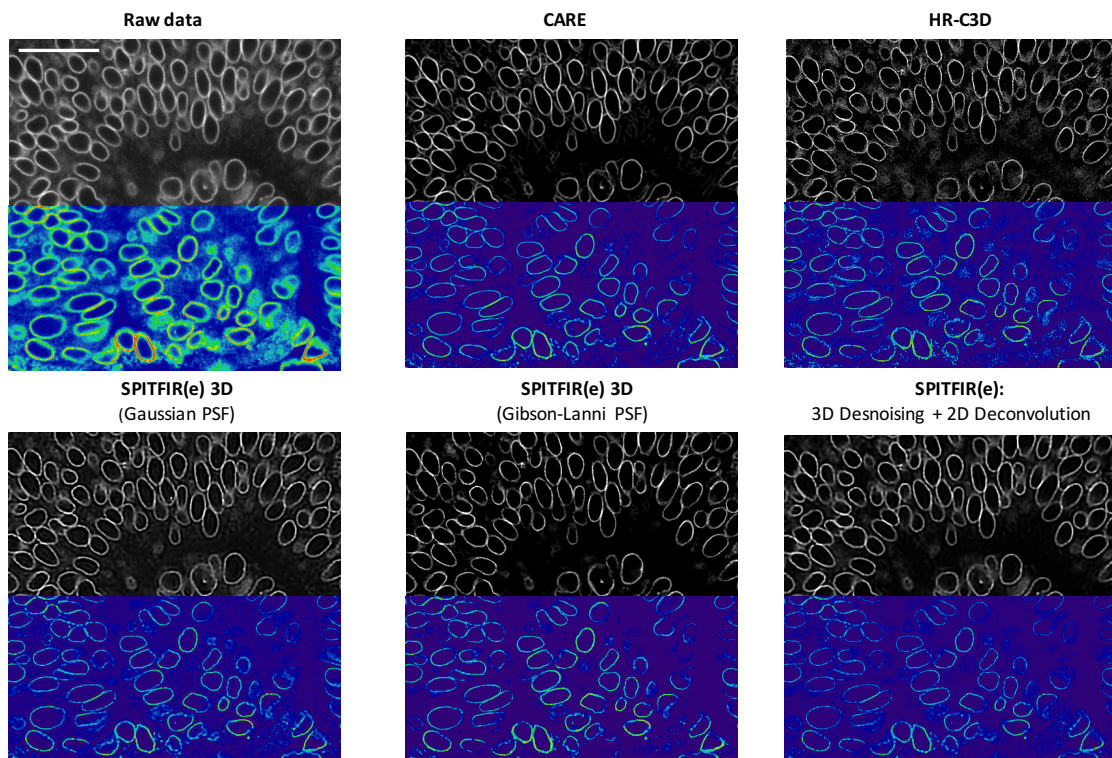 Raw data
CARE
HR-C3D
SPITFIR(e) 3D
(Gaussian PSF)
SPITFIR(e) 3D
(Gibson-Lanni PSF)
SPITFIR(e):
3D Desnoising + 2D Deconvolution